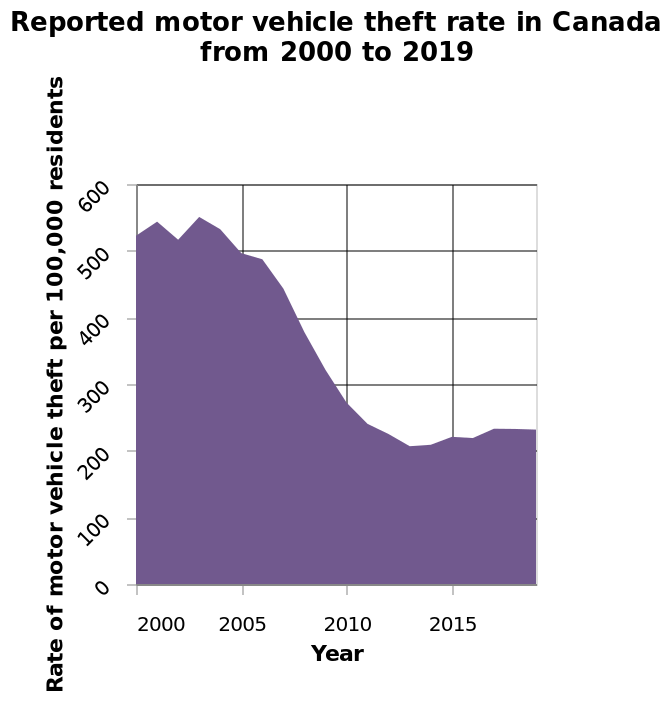 Reported motor vehicle theft rate in Canada
from 2000 to 2019
Rate of motor vehicle theft per 100,000 residents
600
500
400
300
200
100
0
2000 2005 2010 2015
Year